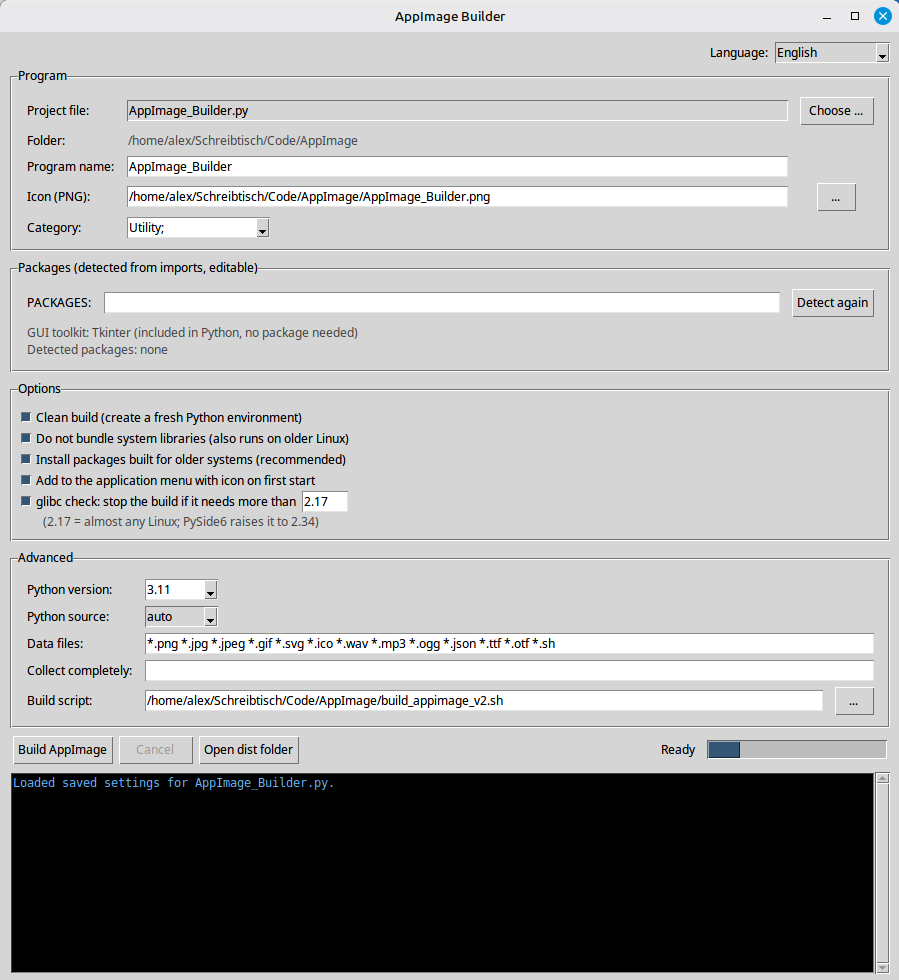 AppImage Builder
Language: English
Program
Project file: AppImage_Builder.py Choose ...
Folder: /home/alex/Schreibtisch/Code/AppImage
Program name: AppImage_Builder
Icon (PNG): /home/alex/Schreibtisch/Code/AppImage/AppImage_Builder.png ...
Category: Utility;
Packages (detected from imports, editable)
PACKAGES: Detect again
GUI toolkit: Tkinter (included in Python, no package needed)
Detected packages: none
Options
Clean build (create a fresh Python environment)
Do not bundle system libraries (also runs on older Linux)
Install packages built for older systems (recommended)
Add to the application menu with icon on first start
glibc check: stop the build if it needs more than 2.17
(2.17 = almost any Linux; PySide6 raises it to 2.34)
Advanced
Python version: 3.11
Python source: auto
Data files: *.png *.jpg *.jpeg *.gif *.svg *.ico *.wav *.mp3 *.ogg *.json *.ttf *.otf *.sh
Collect completely:
Build script: /home/alex/Schreibtisch/Code/AppImage/build_appimage_v2.sh ...
Build AppImage Cancel Open dist folder Ready
Loaded saved settings for AppImage_Builder.py.